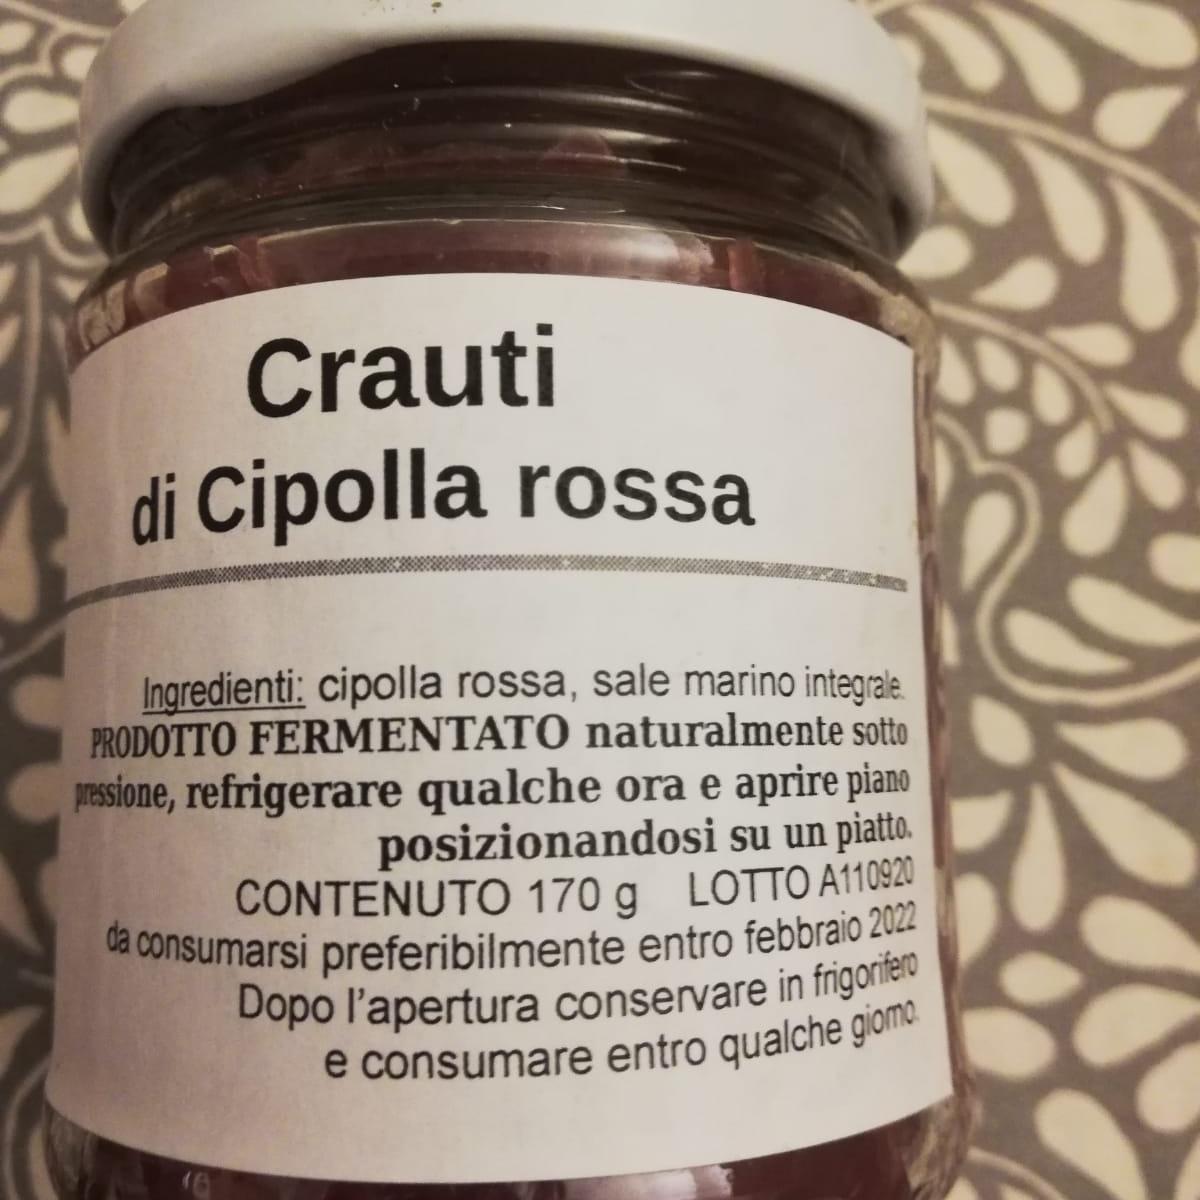 Crauti
di Cipolla rossa
Ingredienti: cipolla rossa, sale marino integrale.
PRODOTTO FERMENTATO naturalmente sotto
pressione, refrigerare qualche ora e aprire piano
posizionandosi su un piatto.
CONTENUTO 170 g LOTTO A110920
da consumarsi preferibilmente entro febbraio 2022
Dopo l'apertura conservare in frigorifero
e consumare entro qualche giorno.